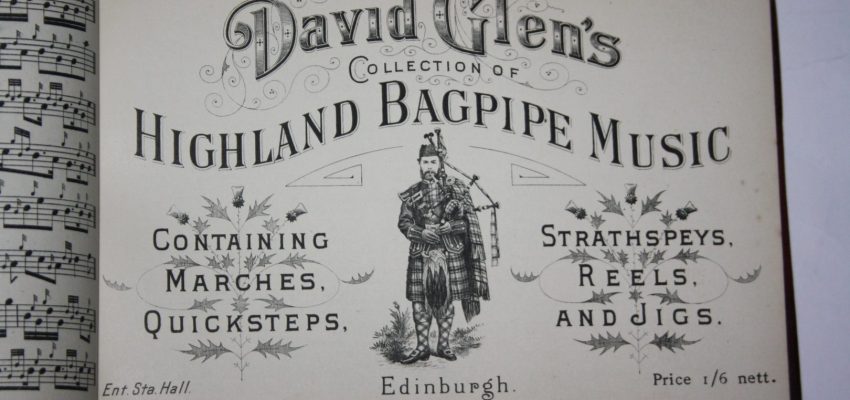 David Glen's
COLLECTION OF
HIGHLAND BAGPIPE MUSIC
CONTAINING
MARCHES,
QUICKSTEPS,
STRATHSPEYS,
REELS,
AND JIGS.
Ent. Sta. Hall.
Edinburgh.
Price 1/6 nett.